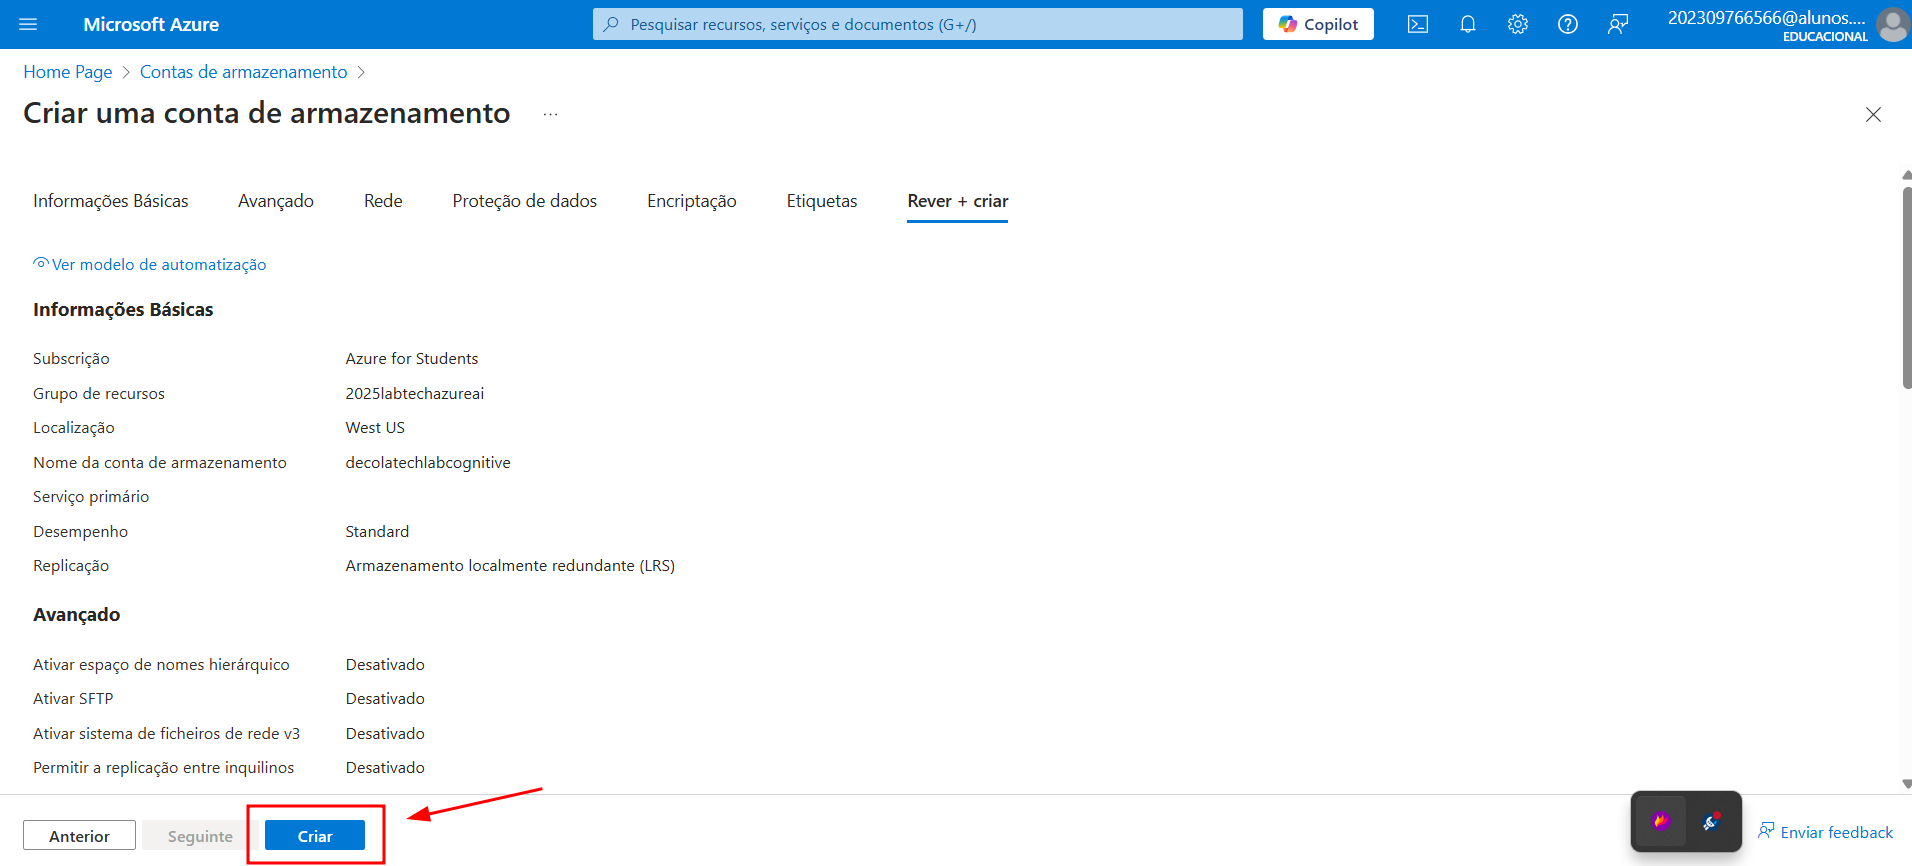 Microsoft Azure
Pesquisar recursos, serviços e documentos (G+/)
Copilot
202309766566@alunos....
EDUCACIONAL
Home Page > Contas de armazenamento >
Criar uma conta de armazenamento ...
Informações Básicas Avançado Rede Proteção de dados Encriptação Etiquetas Rever + criar
Ver modelo de automatização
Informações Básicas
Subscrição Azure for Students
Grupo de recursos 2025labtechazureai
Localização West US
Nome da conta de armazenamento decolatechlabcognitive
Serviço primário
Desempenho Standard
Replicação Armazenamento localmente redundante (LRS)
Avançado
Ativar espaço de nomes hierárquico Desativado
Ativar SFTP Desativado
Ativar sistema de ficheiros de rede v3 Desativado
Permitir a replicação entre inquilinos Desativado
Anterior Seguinte Criar
Enviar feedback